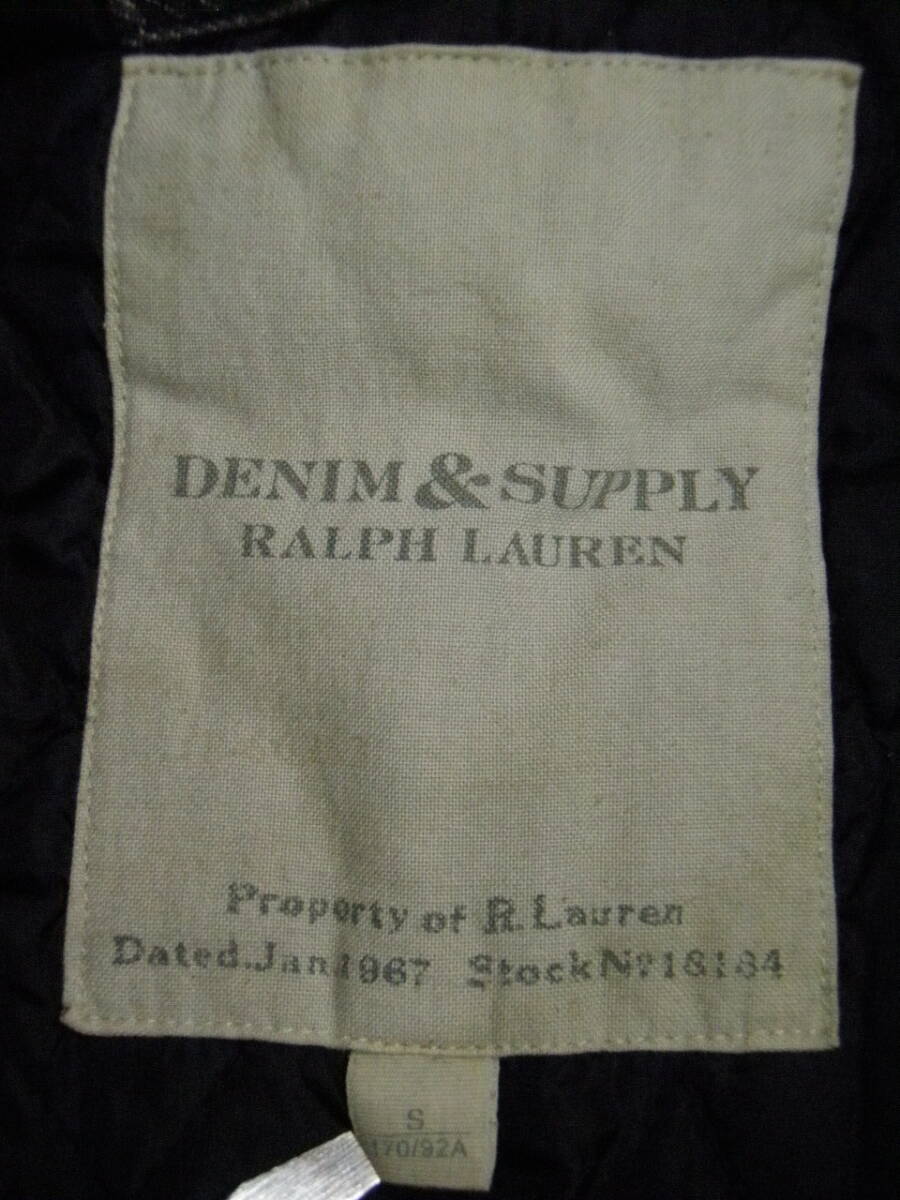 DENIM & SUPPLY
RALPH LAUREN
Property of R. Lauren
Dated. Jan. 1967 Stock Nº 18184
S
170/92A